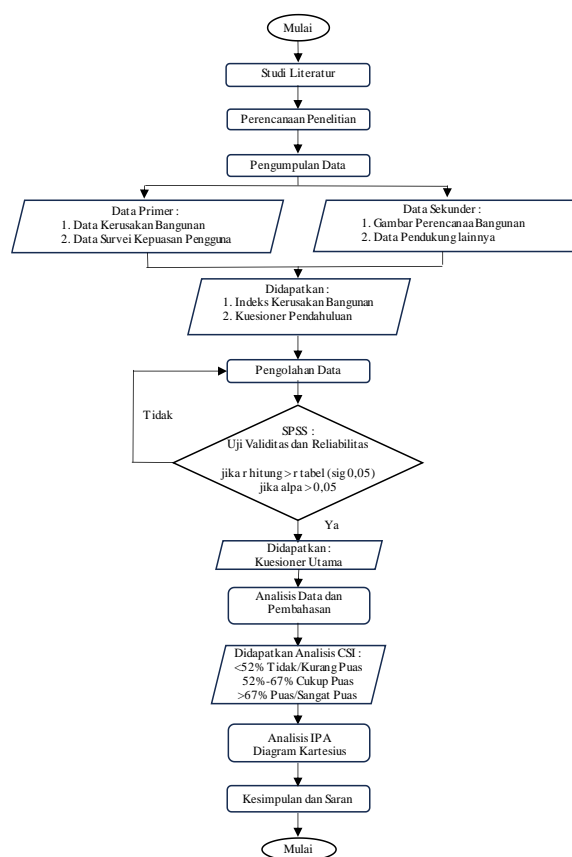 Mulai
Studi Literatur
Perencanaan Penelitian
Pengumpulan Data
Data Primer :
1. Data Kerusakan Bangunan
2. Data Survei Kepuasan Pengguna
Data Sekunder :
1. Gambar Perencanaa Bangunan
2. Data Pendukung lainnya
Didapatkan :
1. Indeks Kerusakan Bangunan
2. Kuesioner Pendahuluan
Pengolahan Data
Tidak
SPSS :
Uji Validitas dan Reliabilitas
jika r hitung > r tabel (sig 0,05)
jika alpa > 0,05
Ya
Didapatkan :
Kuesioner Utama
Analisis Data dan
Pembahasan
Didapatkan Analisis CSI :
<52% Tidak/Kurang Puas
52%-67% Cukup Puas
>67% Puas/Sangat Puas
Analisis IPA
Diagram Kartesius
Kesimpulan dan Saran
Mulai